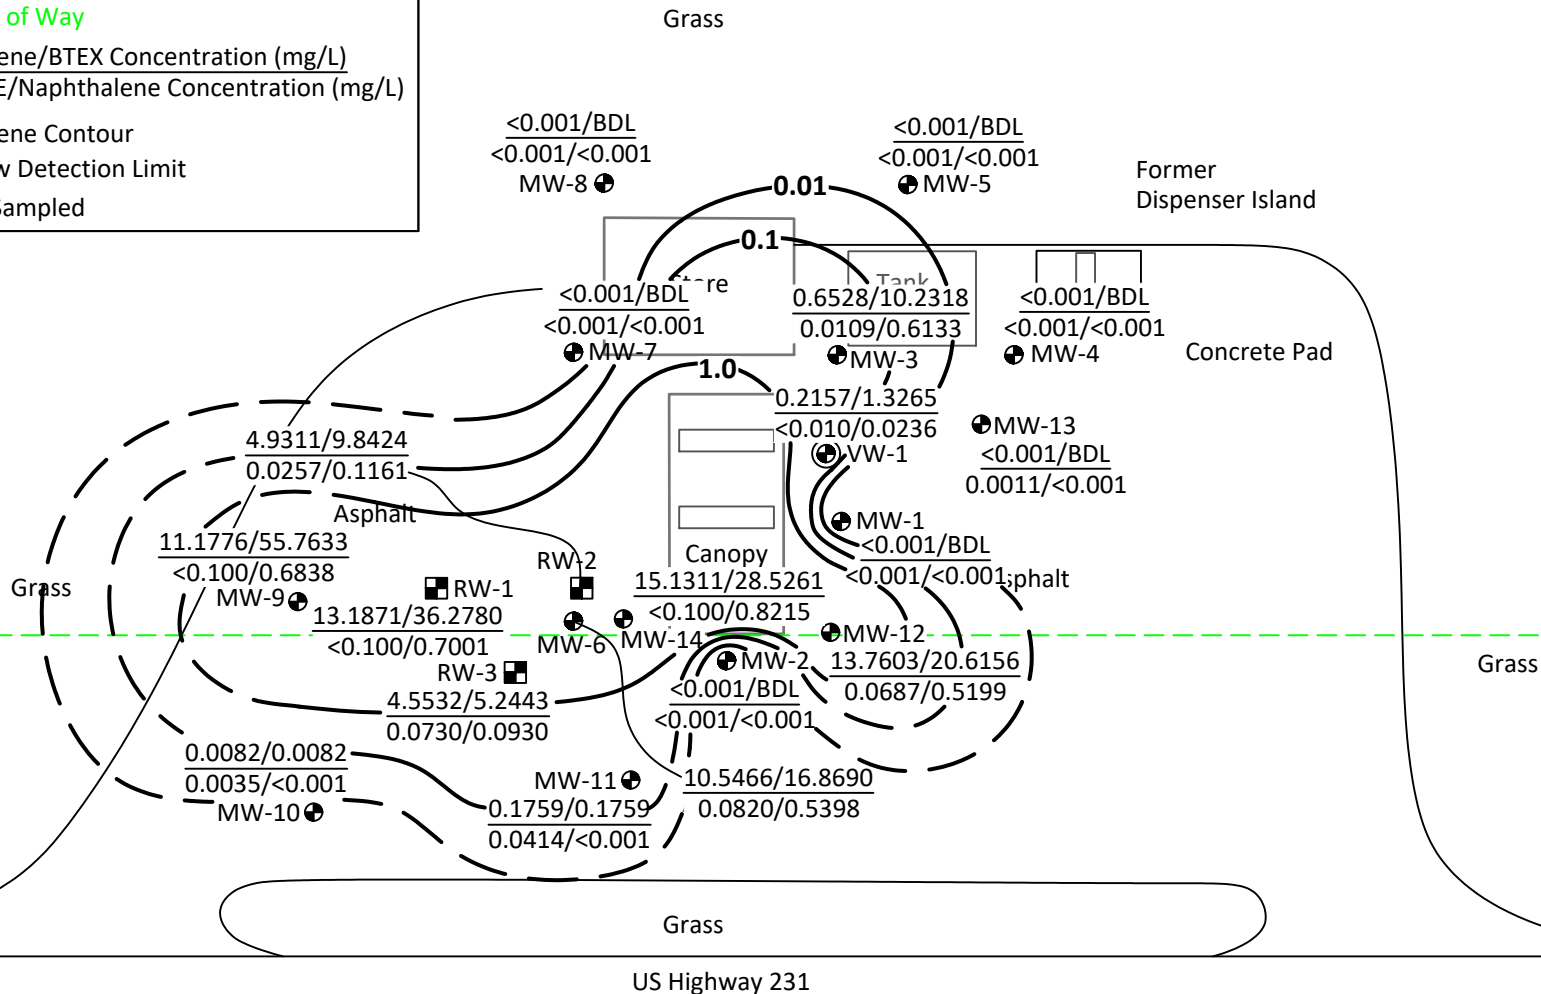 of Way
ene/BTEX Concentration (mg/L)
E/Naphthalene Concentration (mg/L)
ene Contour
w Detection Limit
Sampled
Grass
<0.001/BDL
<0.001/<0.001
MW-8
<0.001/BDL
<0.001/<0.001
MW-5
Former
Dispenser Island
0.01
0.1
Store
Tank
<0.001/BDL
<0.001/<0.001
MW-7
0.6528/10.2318
0.0109/0.6133
MW-3
<0.001/BDL
<0.001/<0.001
MW-4
Concrete Pad
1.0
0.2157/1.3265
<0.010/0.0236
VW-1
MW-13
<0.001/BDL
0.0011/<0.001
4.9311/9.8424
0.0257/0.1161
Asphalt
MW-1
<0.001/BDL
<0.001/<0.001
sphalt
11.1776/55.7633
<0.100/0.6838
MW-9
Grass
RW-1
RW-2
Canopy
15.1311/28.5261
<0.100/0.8215
13.1871/36.2780
<0.100/0.7001
MW-6
MW-14
MW-12
13.7603/20.6156
0.0687/0.5199
Grass
RW-3
4.5532/5.2443
0.0730/0.0930
MW-2
<0.001/BDL
<0.001/<0.001
0.0082/0.0082
0.0035/<0.001
MW-10
MW-11
0.1759/0.1759
0.0414/<0.001
10.5466/16.8690
0.0820/0.5398
Grass
US Highway 231